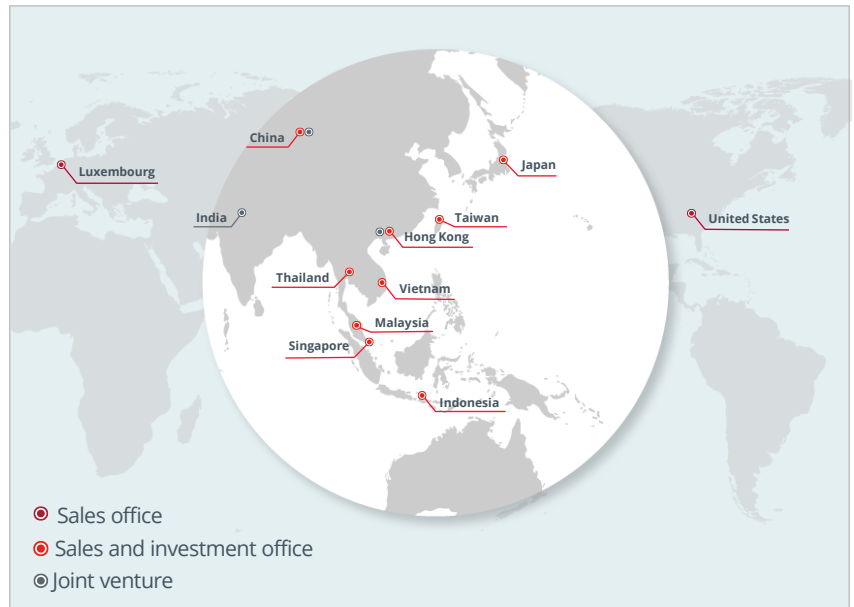 China
Japan
Luxembourg
India
Taiwan
United States
Hong Kong
Thailand
Vietnam
Malaysia
Singapore
Indonesia
Sales office
Sales and investment office
Joint venture